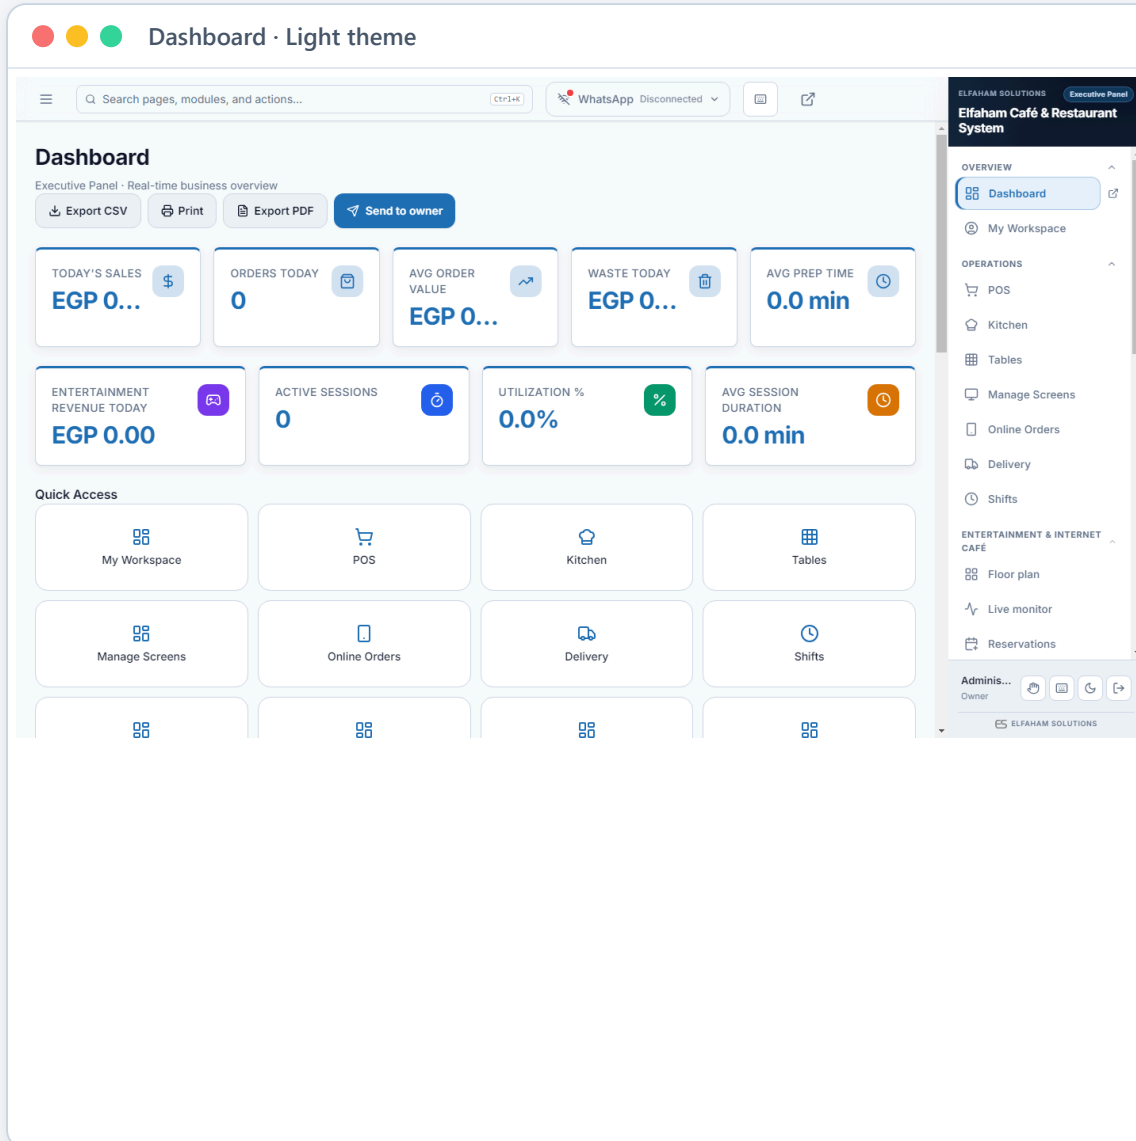 Dashboard · Light theme
Search pages, modules, and actions...
Ctrl+K
WhatsApp Disconnected
Dashboard
Executive Panel · Real-time business overview
Export CSV
Print
Export PDF
Send to owner
TODAY'S SALES
EGP 0...
ORDERS TODAY
0
AVG ORDER
VALUE
EGP 0...
WASTE TODAY
EGP 0...
AVG PREP TIME
0.0 min
ENTERTAINMENT
REVENUE TODAY
EGP 0.00
ACTIVE SESSIONS
0
UTILIZATION %
0.0%
AVG SESSION
DURATION
0.0 min
Quick Access
My Workspace
POS
Kitchen
Tables
Manage Screens
Online Orders
Delivery
Shifts
ELFAHAM SOLUTIONS
Executive Panel
Elfaham Café & Restaurant
System
OVERVIEW
Dashboard
My Workspace
OPERATIONS
POS
Kitchen
Tables
Manage Screens
Online Orders
Delivery
Shifts
ENTERTAINMENT & INTERNET
CAFÉ
Floor plan
Live monitor
Reservations
Adminis...
Owner
ES ELFAHAM SOLUTIONS